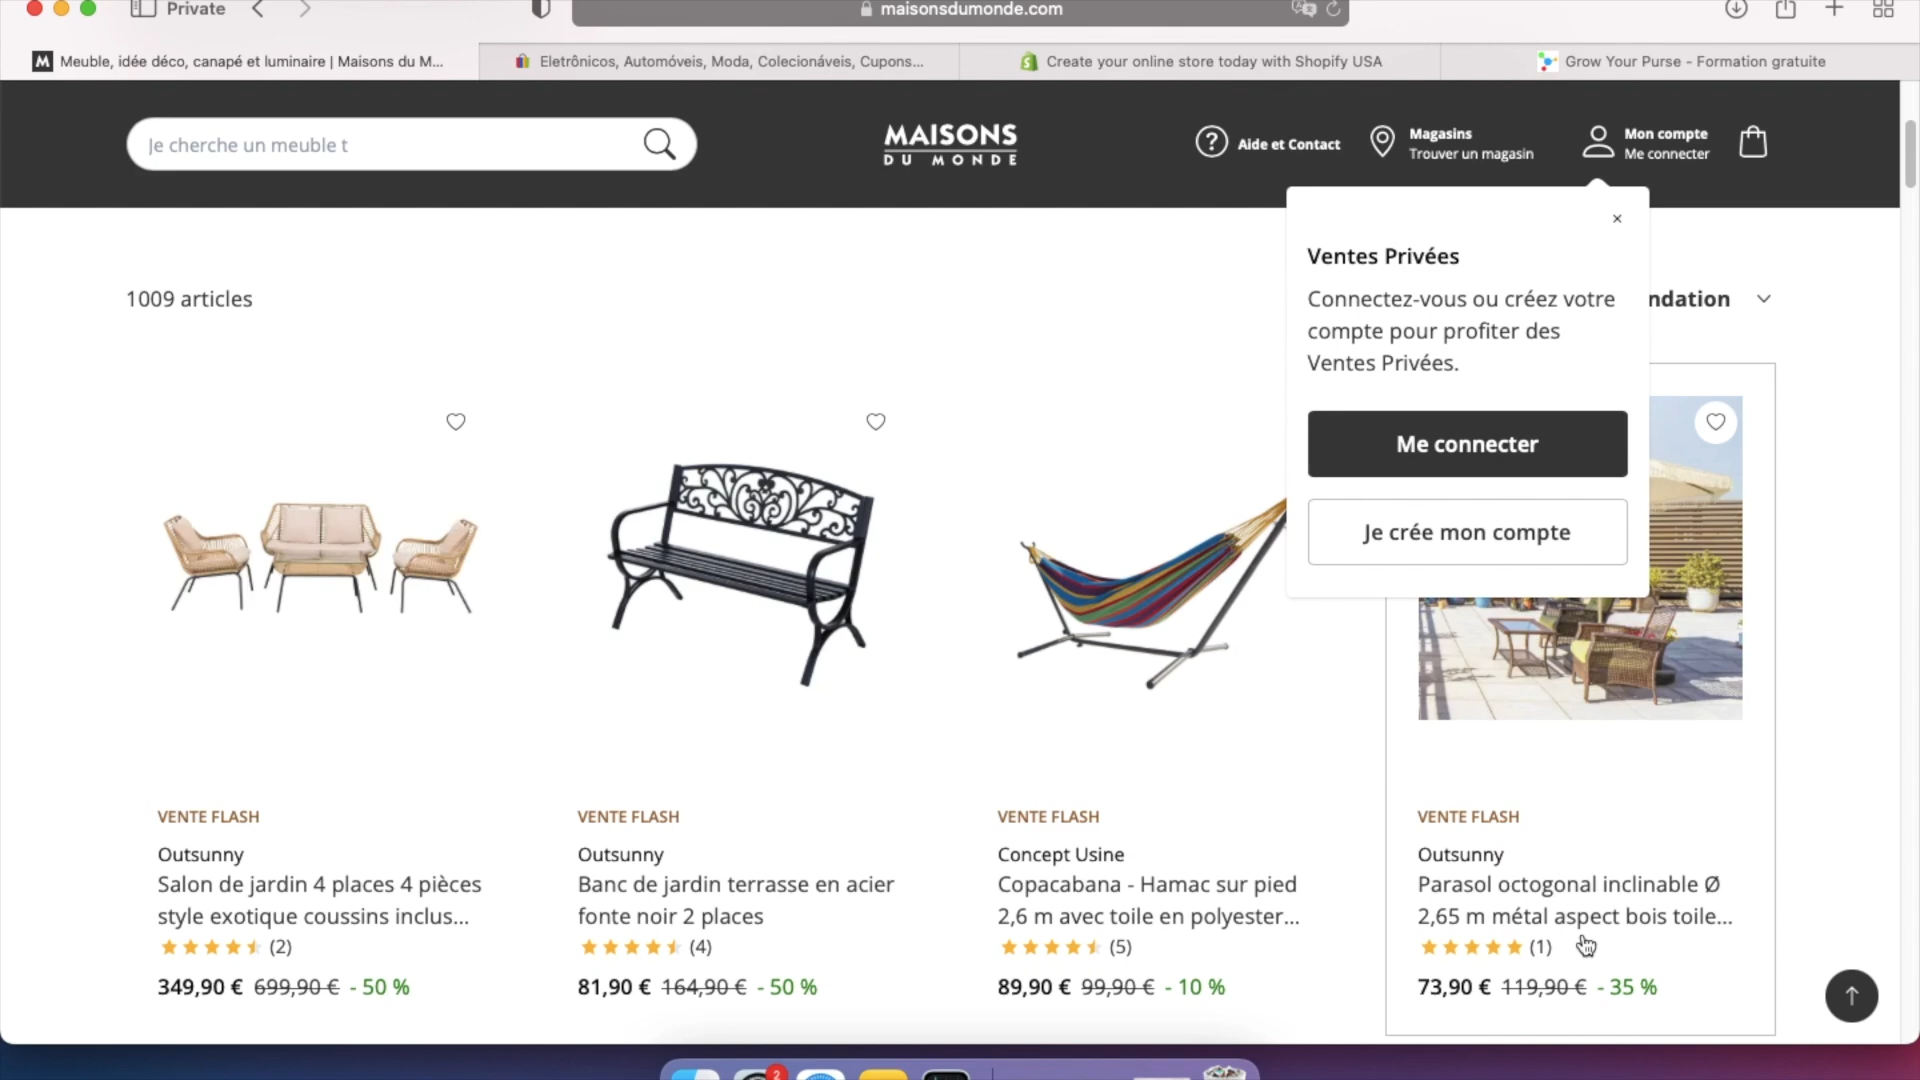 Private
maisonsdumonde.com
Meuble, idée déco, canapé et luminaire | Maisons du M...
Eletrônicos, Automóveis, Moda, Colecionáveis, Cupons...
Create your online store today with Shopify USA
Grow Your Purse - Formation gratuite
Je cherche un meuble t
MAISONS
DU MONDE
Aide et Contact
Magasins
Trouver un magasin
Mon compte
Me connecter
1009 articles
ndation
Ventes Privées
Connectez-vous ou créez votre
compte pour profiter des
Ventes Privées.
Me connecter
Je crée mon compte
VENTE FLASH
Outsunny
Salon de jardin 4 places 4 pièces
style exotique coussins inclus...
(2)
349,90 € 699,90 € - 50 %
VENTE FLASH
Outsunny
Banc de jardin terrasse en acier
fonte noir 2 places
(4)
81,90 € 164,90 € - 50 %
VENTE FLASH
Concept Usine
Copacabana - Hamac sur pied
2,6 m avec toile en polyester...
(5)
89,90 € 99,90 € - 10 %
VENTE FLASH
Outsunny
Parasol octogonal inclinable Ø
2,65 m métal aspect bois toile...
(1)
73,90 € 119,90 € - 35 %
2